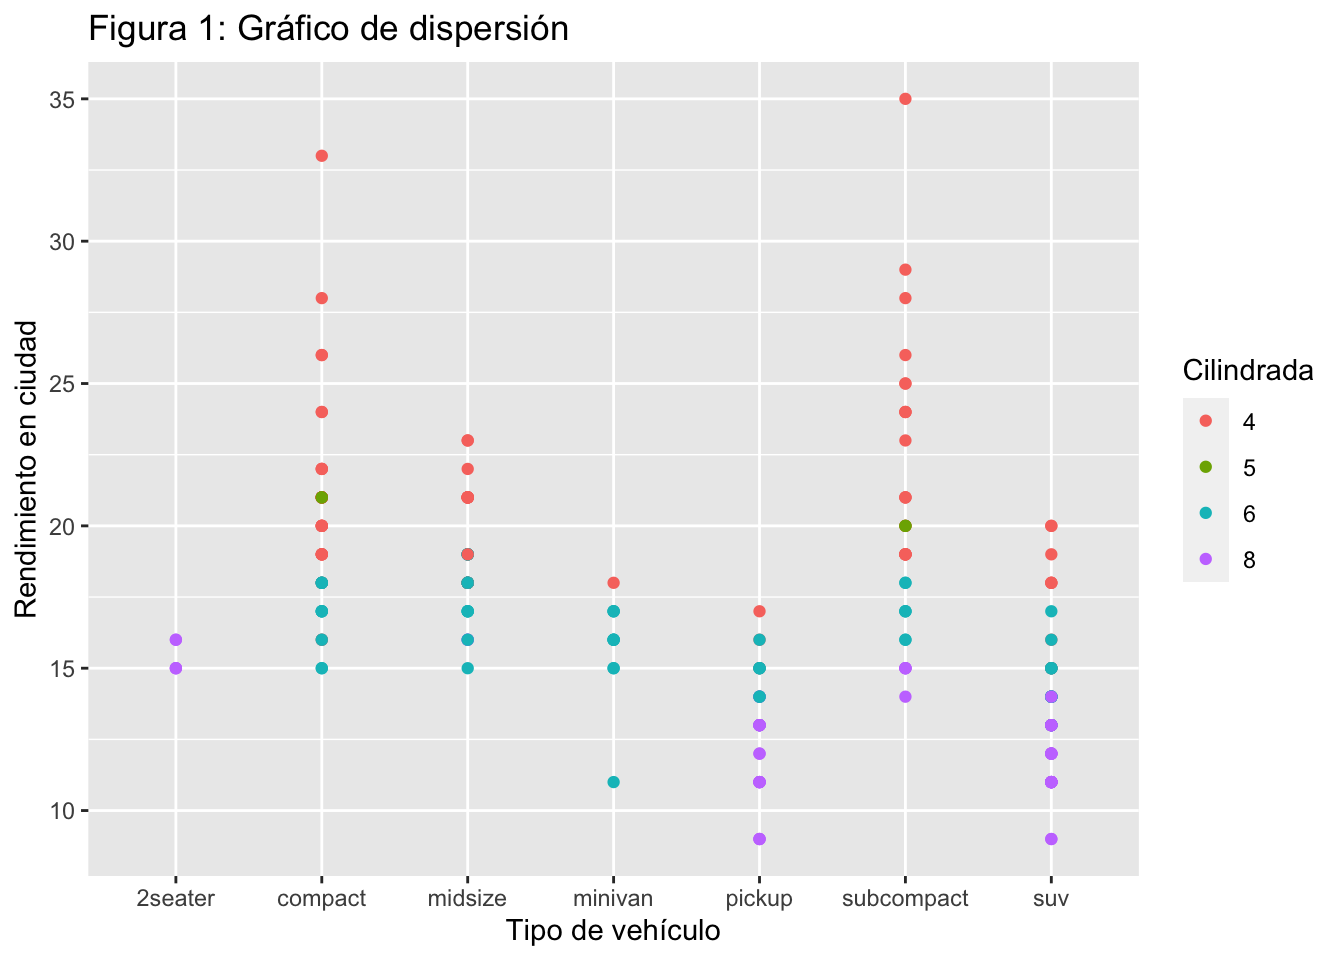 Figura 1: Gráfico de dispersión
35
30
25
20
15
10
Rendimiento en ciudad
2seater compact midsize minivan pickup subcompact suv
Tipo de vehículo
Cilindrada
4
5
6
8